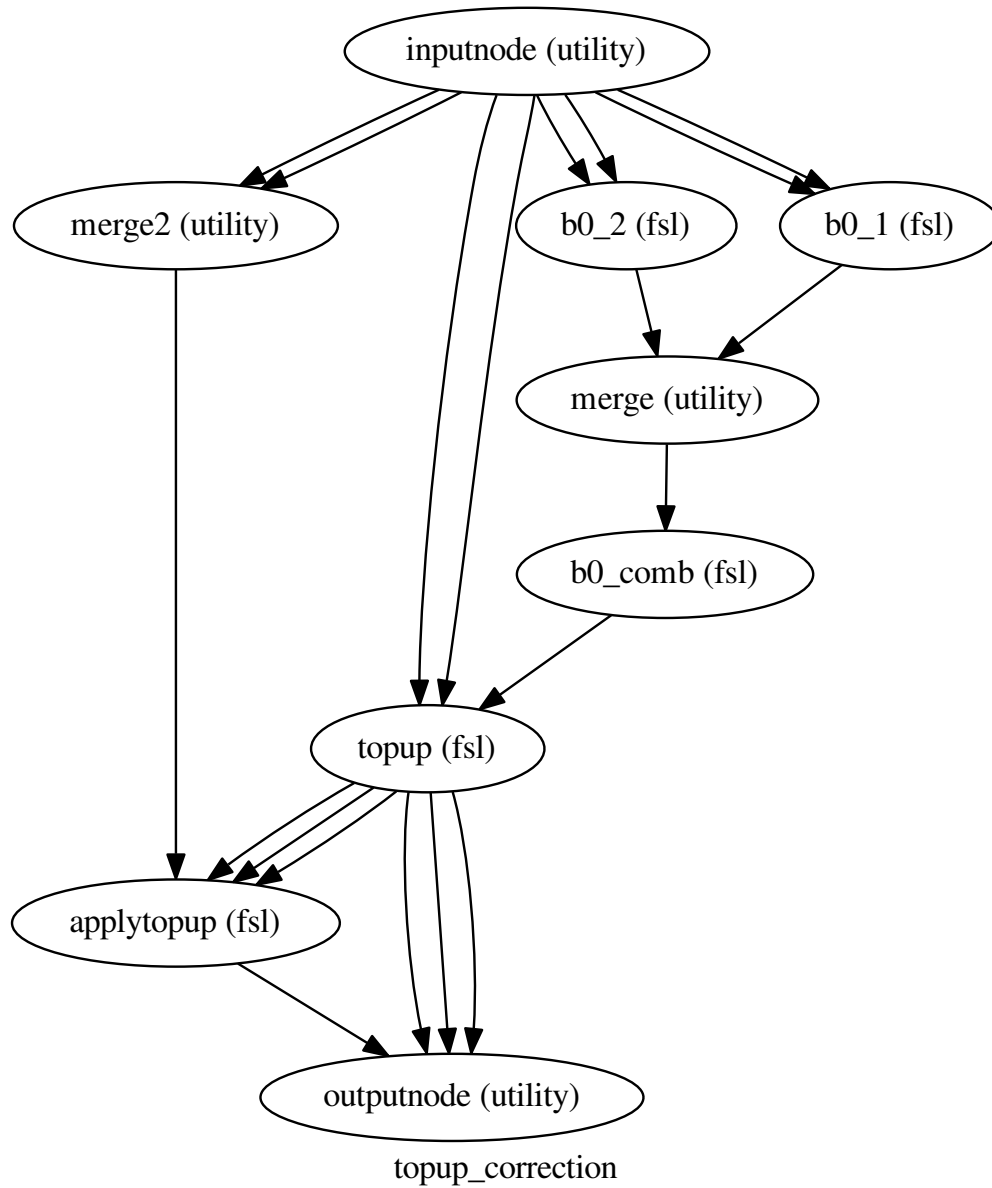 inputnode (utility)
merge2 (utility)
b0_2 (fsl)
b0_1 (fsl)
merge (utility)
b0_comb (fsl)
topup (fsl)
applytopup (fsl)
outputnode (utility)
topup_correction